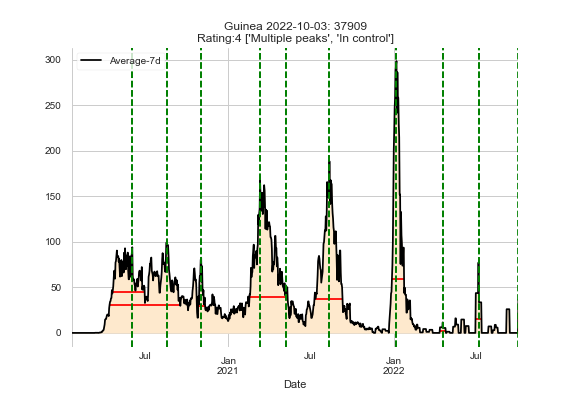 Guinea 2022-10-03: 37909
Rating:4 ['Multiple peaks', 'In control']
Average-7d
300
250
200
150
100
50
0
Jul
Jan
2021
Jul
Jan
2022
Jul
Date